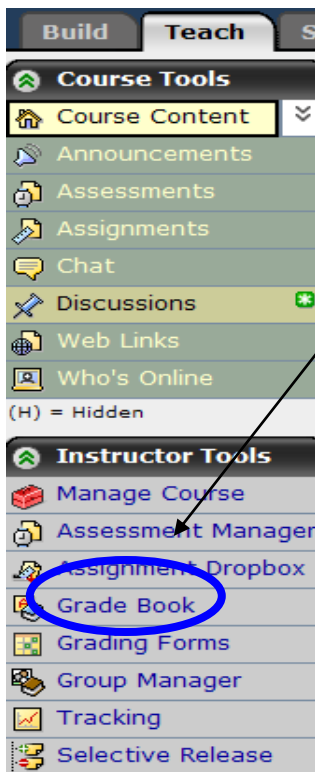 Build Teach S
Course Tools
Course Content
Announcements
Assessments
Assignments
Chat
Discussions
Web Links
Who's Online
(H) = Hidden
Instructor Tools
Manage Course
Assessment Manager
Assignment Dropbox
Grade Book
Grading Forms
Group Manager
Tracking
Selective Release